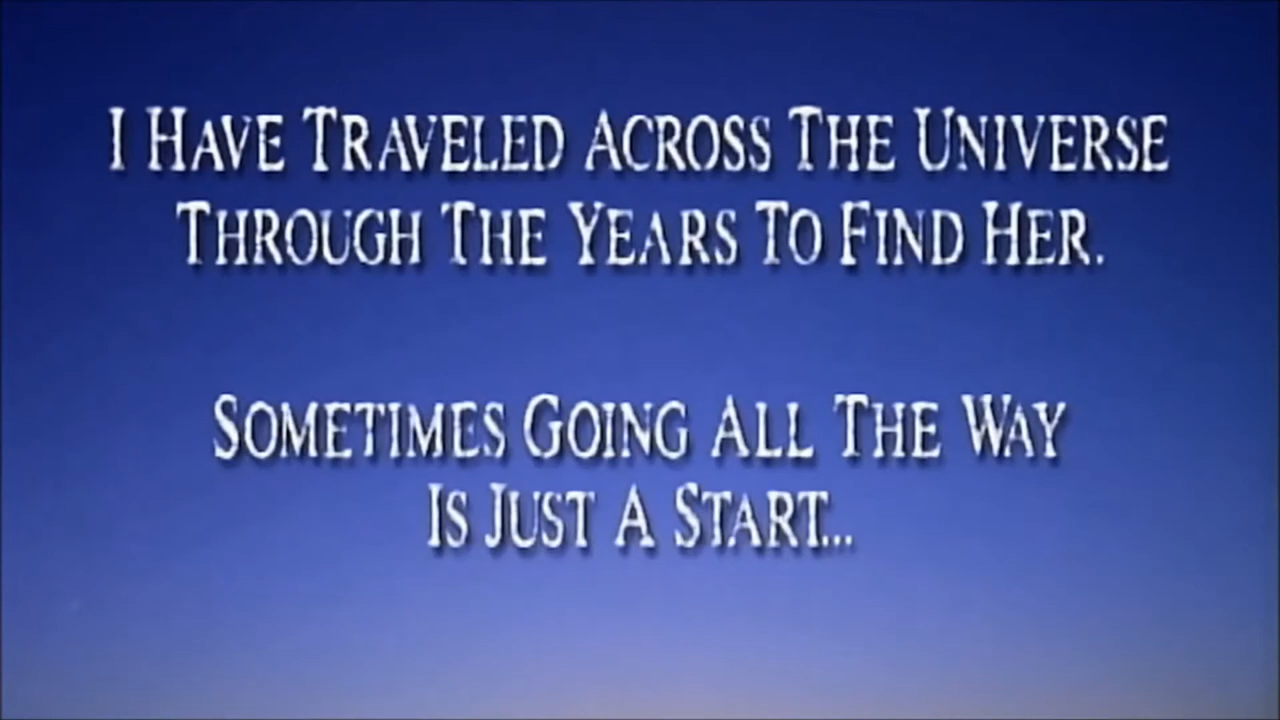 I HAVE TRAVELED ACROSS THE UNIVERSE
THROUGH THE YEARS TO FIND HER.
SOMETIMES GOING ALL THE WAY
IS JUST A START...